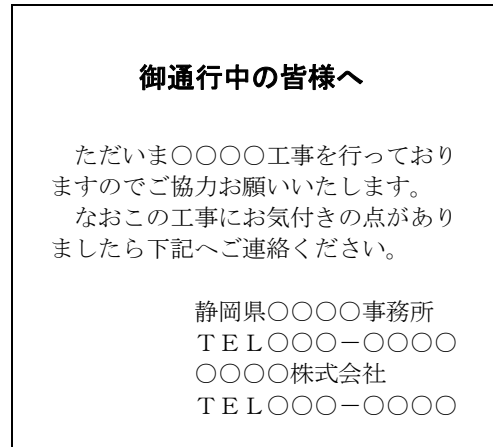 御通行中の皆様へ
　ただいま○○○○工事を行っており
ますのでご協力お願いいたします。
　なおこの工事にお気付きの点があり
ましたら下記へご連絡ください。
静岡県○○○○事務所
ＴＥＬ○○○－○○○○
○○○○株式会社
ＴＥＬ○○○－○○○○